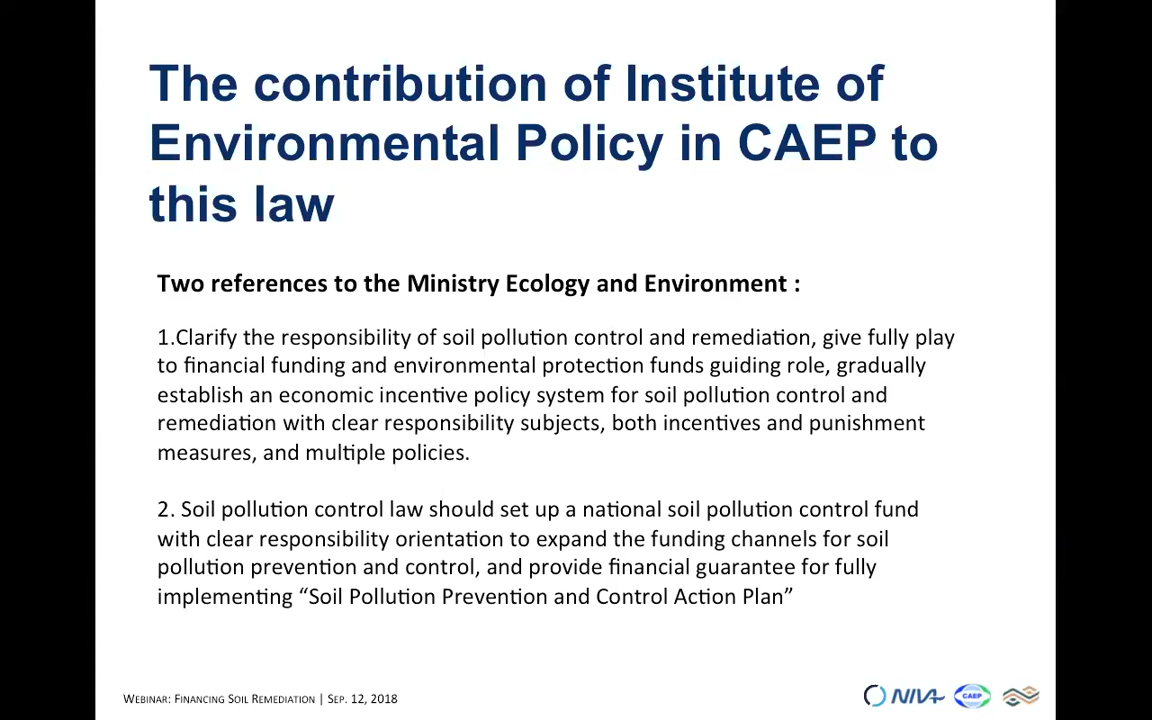 The contribution of Institute of
Environmental Policy in CAEP to
this law
Two references to the Ministry Ecology and Environment :
1.Clarify the responsibility of soil pollution control and remediation, give fully play
to financial funding and environmental protection funds guiding role, gradually
establish an economic incentive policy system for soil pollution control and
remediation with clear responsibility subjects, both incentives and punishment
measures, and multiple policies.
2. Soil pollution control law should set up a national soil pollution control fund
with clear responsibility orientation to expand the funding channels for soil
pollution prevention and control, and provide financial guarantee for fully
implementing “Soil Pollution Prevention and Control Action Plan”
WEBINAR: FINANCING SOIL REMEDIATION | SEP. 12, 2018
NIVA CAEP